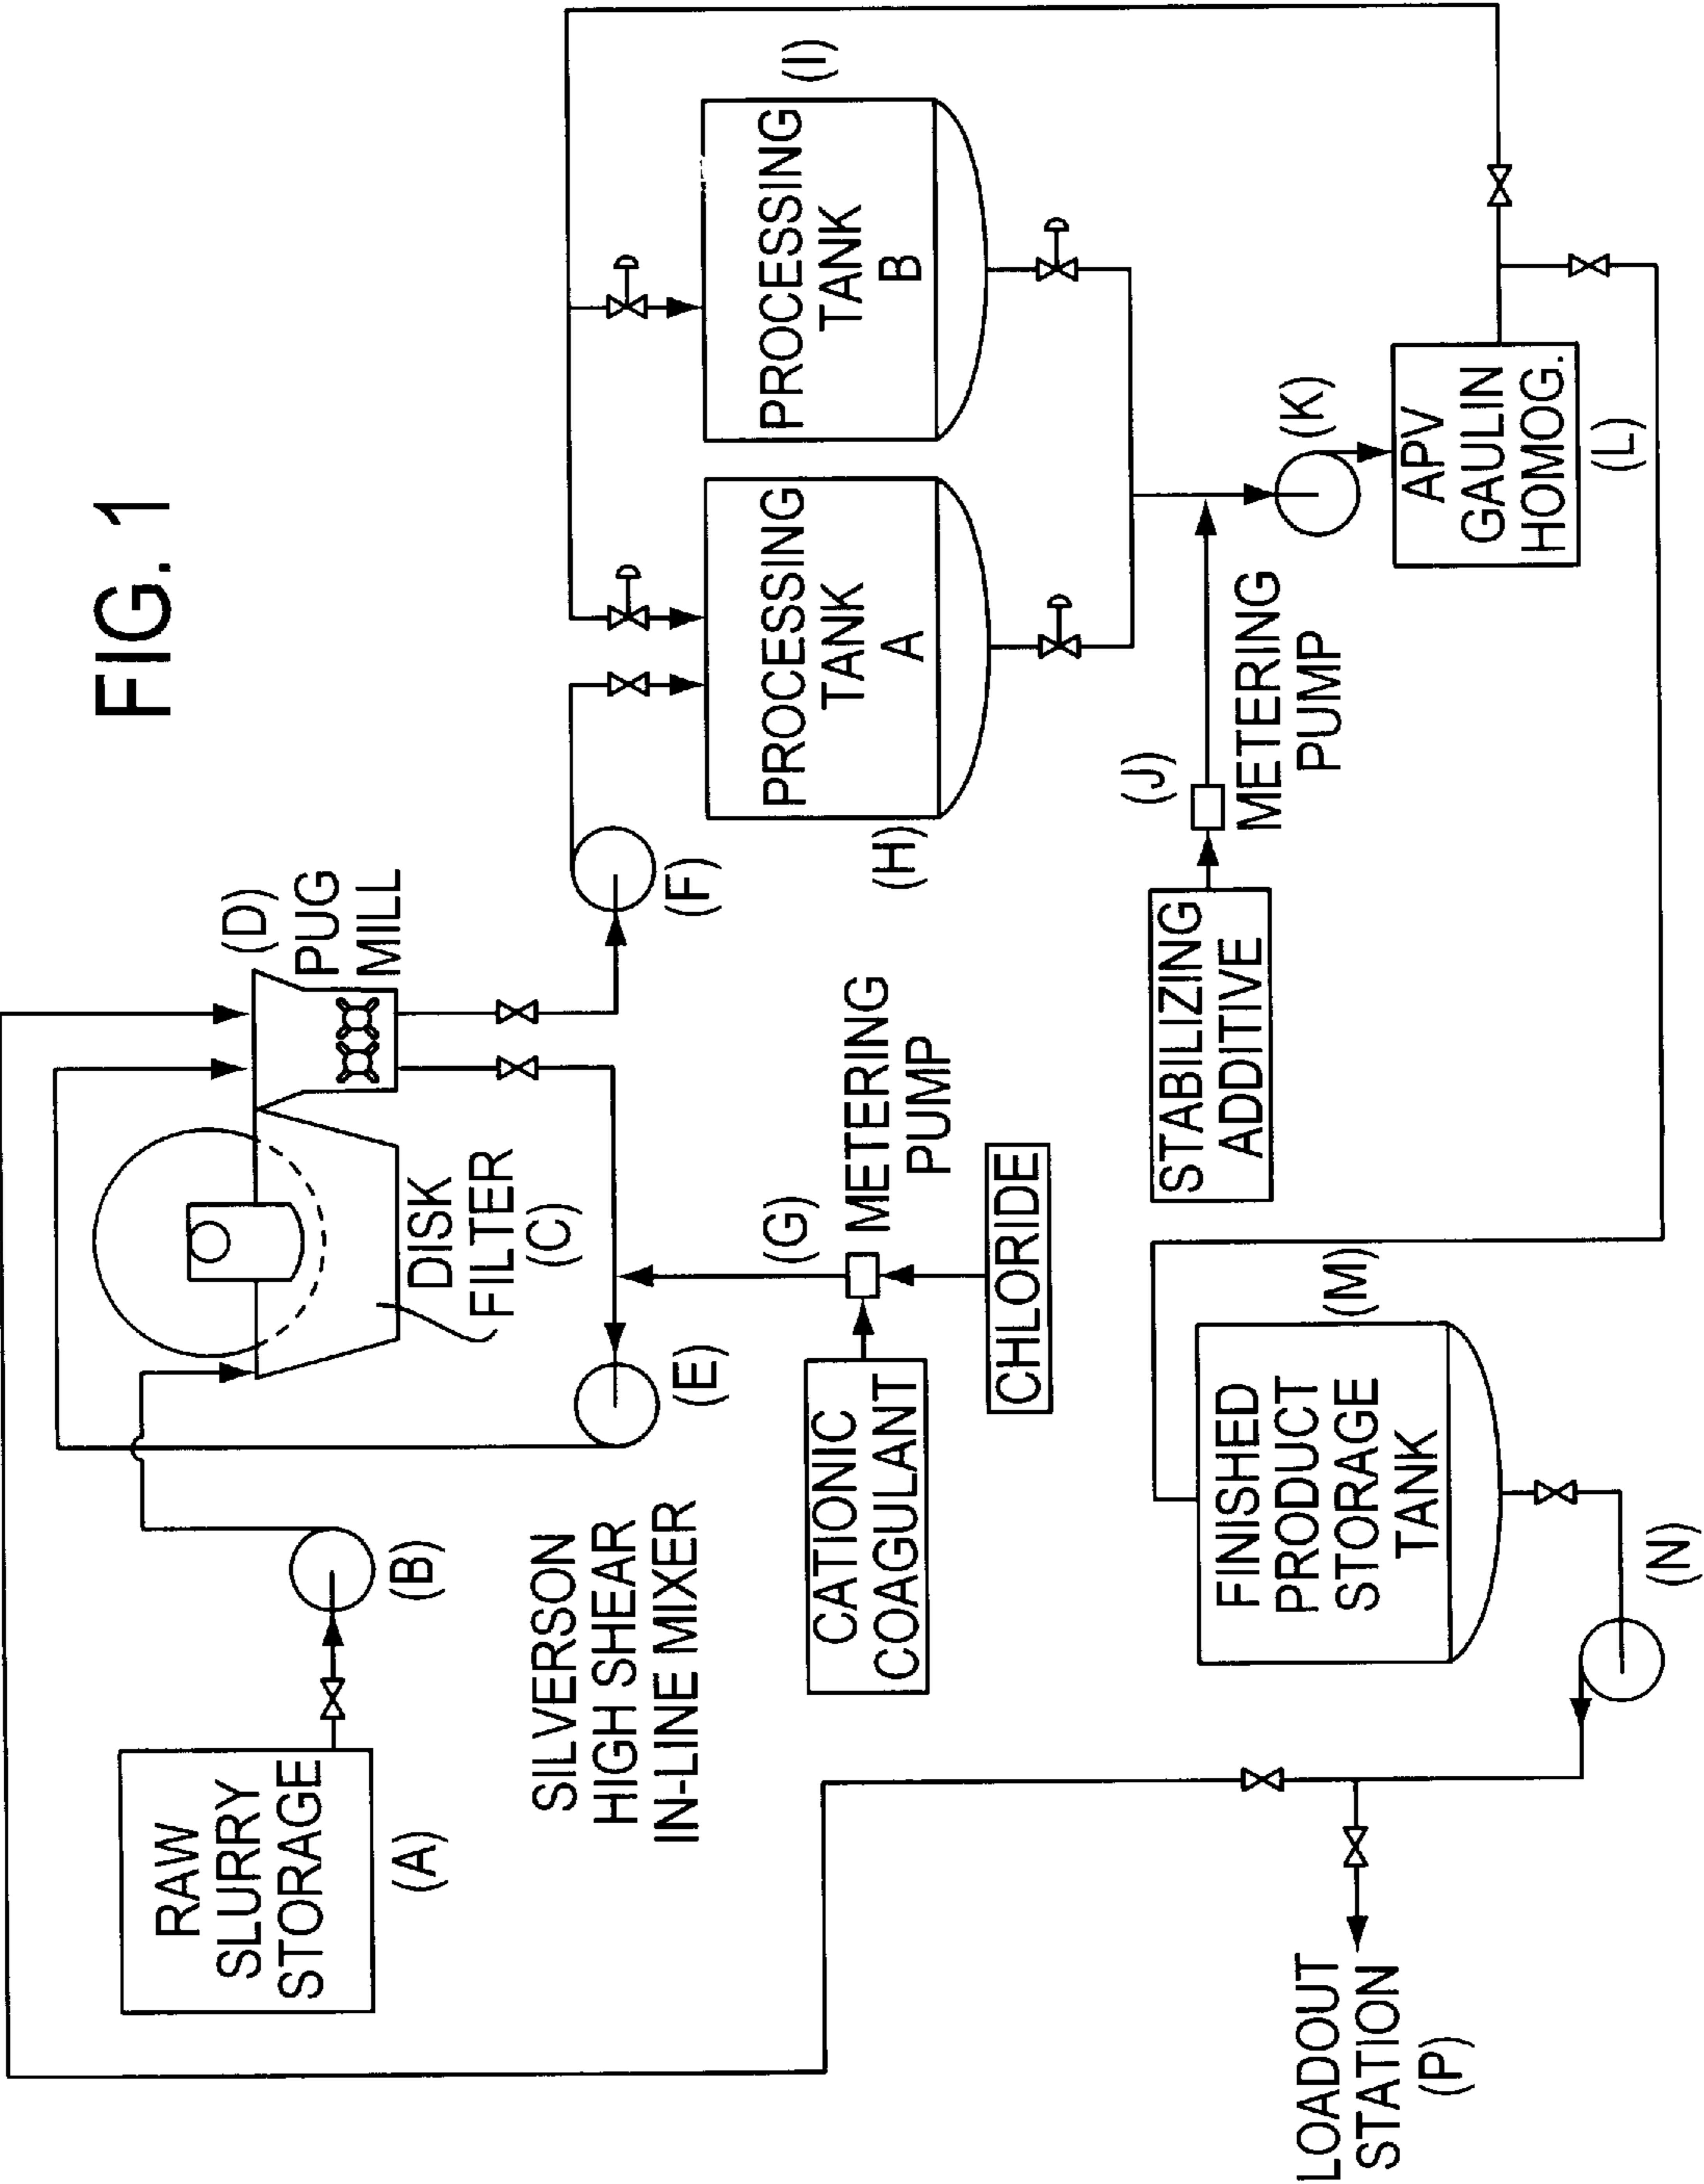 FIG. 1
RAW
SLURRY
STORAGE
(A)
(B)
DISK
FILTER
(C)
(D)
PUG
MILL
SILVERSON
HIGH SHEAR
IN-LINE MIXER
(E)
(F)
(G)
METERING
PUMP
CATIONIC
COAGULANT
CHLORIDE
PROCESSING
TANK
A
(H)
PROCESSING
TANK
B
(I)
STABILIZING
ADDITIVE
(J)
METERING
PUMP
(K)
APV
GAULIN
HOMOG.
(L)
FINISHED
PRODUCT
STORAGE
TANK
(M)
(N)
LOADOUT
STATION
(P)